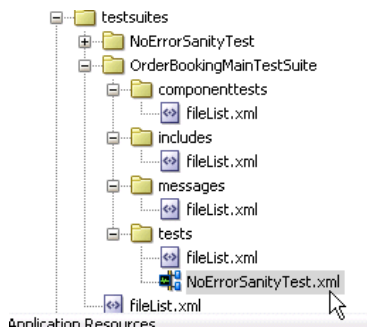 testsuites
NoErrorSanityTest
OrderBookingMainTestSuite
componenttests
fileList.xml
includes
fileList.xml
messages
fileList.xml
tests
fileList.xml
NoErrorSanityTest.xml
fileList.xml
Application Resources